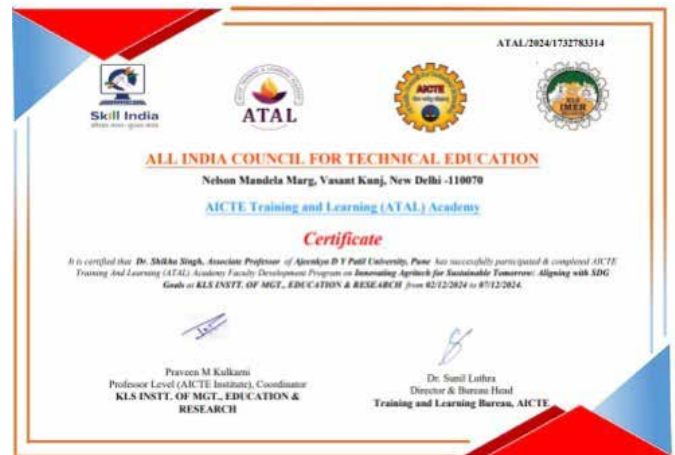 ATAL/2024/1732783314
Skill India
ATAL
AICTE
KLS
IMER
ALL INDIA COUNCIL FOR TECHNICAL EDUCATION
Nelson Mandela Marg, Vasant Kunj, New Delhi -110070
AICTE Training and Learning (ATAL) Academy
Certificate
It is certified that Dr. Shikha Singh, Associate Professor of Ajeenkya D Y Patil University, Pune has successfully participated & completed AICTE
Training And Learning (ATAL) Academy Faculty Development Program on Innovating Agritech for Sustainable Tomorrow: Aligning with SDG
Goals at KLS INSTT. OF MGT., EDUCATION & RESEARCH from 02/12/2024 to 07/12/2024.
Praveen M Kulkarni
Professor Level (AICTE Institute), Coordinator
KLS INSTT. OF MGT., EDUCATION &
RESEARCH
Dr. Sunil Luthra
Director & Bureau Head
Training and Learning Bureau, AICTE